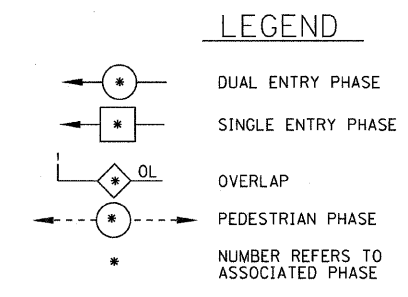 LEGEND
* DUAL ENTRY PHASE
* SINGLE ENTRY PHASE
* OL OVERLAP
* PEDESTRIAN PHASE
* NUMBER REFERS TO
ASSOCIATED PHASE